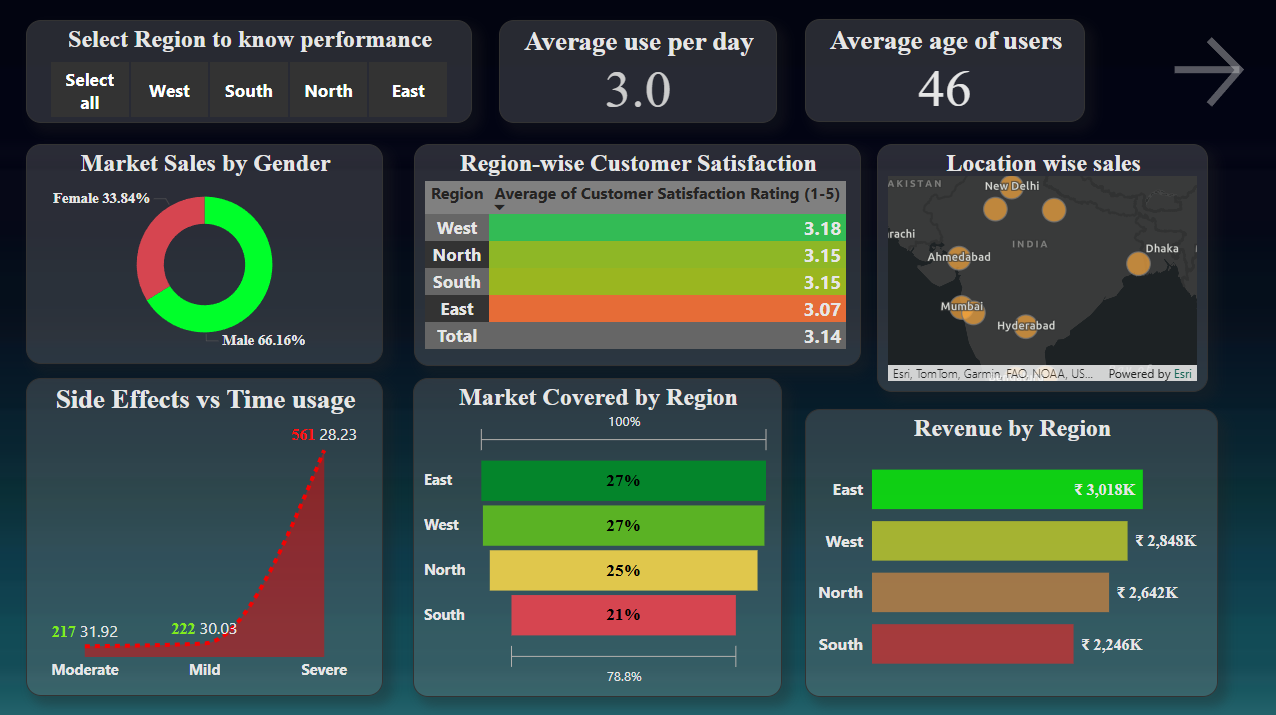 Select Region to know performance
Select
all
West
South
North
East
Average use per day
3.0
Average age of users
46
Market Sales by Gender
Female 33.84%
Male 66.16%
Region-wise Customer Satisfaction
Region Average of Customer Satisfaction Rating (1-5)
West 3.18
North 3.15
South 3.15
East 3.07
Total 3.14
Location wise sales
AKISTAN
New Delhi
rachi
INDIA
Dhaka
Ahmedabad
Mumbai
Hyderabad
Esri, TomTom, Garmin, FAO, NOAA, US... Powered by Esri
Side Effects vs Time usage
561 28.23
217 31.92
222 30.03
Moderate Mild Severe
Market Covered by Region
100%
East 27%
West 27%
North 25%
South 21%
78.8%
Revenue by Region
East ₹ 3,018K
West ₹ 2,848K
North ₹ 2,642K
South ₹ 2,246K